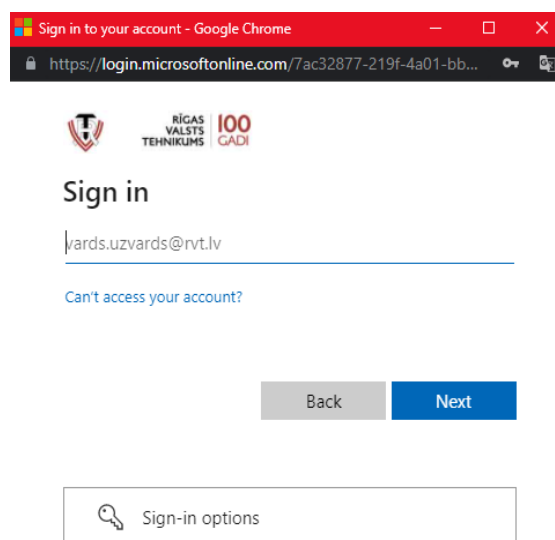 Sign in to your account - Google Chrome
https://login.microsoftonline.com/7ac32877-219f-4a01-bb...
RĪGAS
VALSTS
TEHNIKUMS
100
GADI
Sign in
vards.uzvards@rvt.lv
Can't access your account?
Back Next
Sign-in options